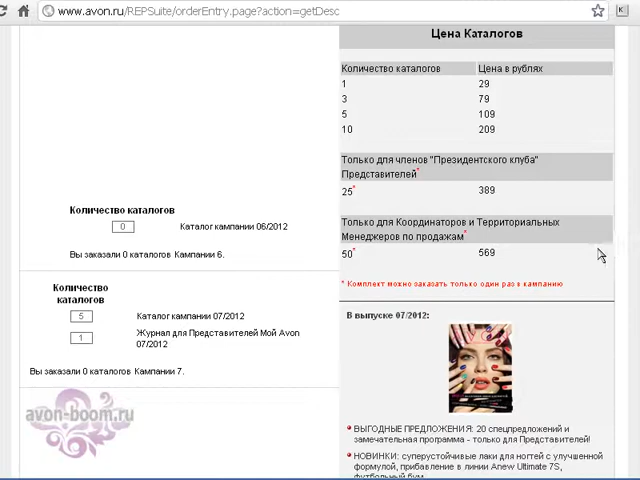 www.avon.ru/REPSuite/orderEntry.page?action=getDesc
K
Цена Каталогов
Количество каталогов Цена в рублях
1 29
3 79
5 109
10 209
Только для членов "Президентского клуба"
Представителей*
25* 389
Только для Координаторов и Территориальных
Менеджеров по продажам*
50* 569
* Комплект можно заказать только один раз в кампанию
Количество каталогов
0 Каталог кампании 06/2012
Вы заказали 0 каталогов Кампании 6.
Количество
каталогов
5 Каталог кампании 07/2012
1 Журнал для Представителей Мой Avon
07/2012
Вы заказали 0 каталогов Кампании 7.
avon-boom.ru
В выпуске 07/2012:
ВЫГОДНЫЕ ПРЕДЛОЖЕНИЯ: 20 спецпредложений и
замечательная программа - только для Представителей!
НОВИНКИ: суперустойчивые лаки для ногтей с улучшенной
формулой, прибавление в линии Anew Ultimate 7S,
футбольный бум